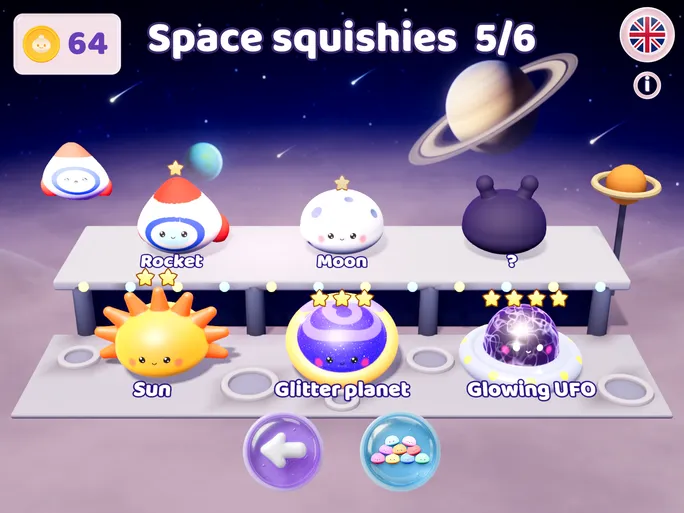 64
Space squishies 5/6
i
Rocket
Moon
?
Sun
Glitter planet
Glowing UFO